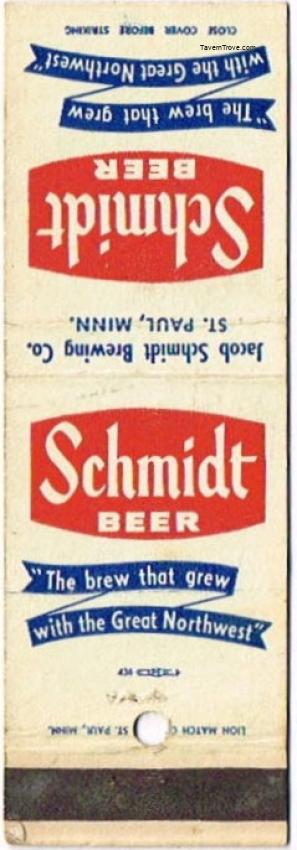 TavernTrove.com
CLOSE COVER BEFORE STRIKING
Jacob Schmidt Brewing Co.
ST. PAUL, MINN.
Schmidt
BEER
"The brew that grew
with the Great Northwest"
Schmidt
BEER
"The brew that grew
with the Great Northwest"
LION MATCH ST. PAUL, MINN.